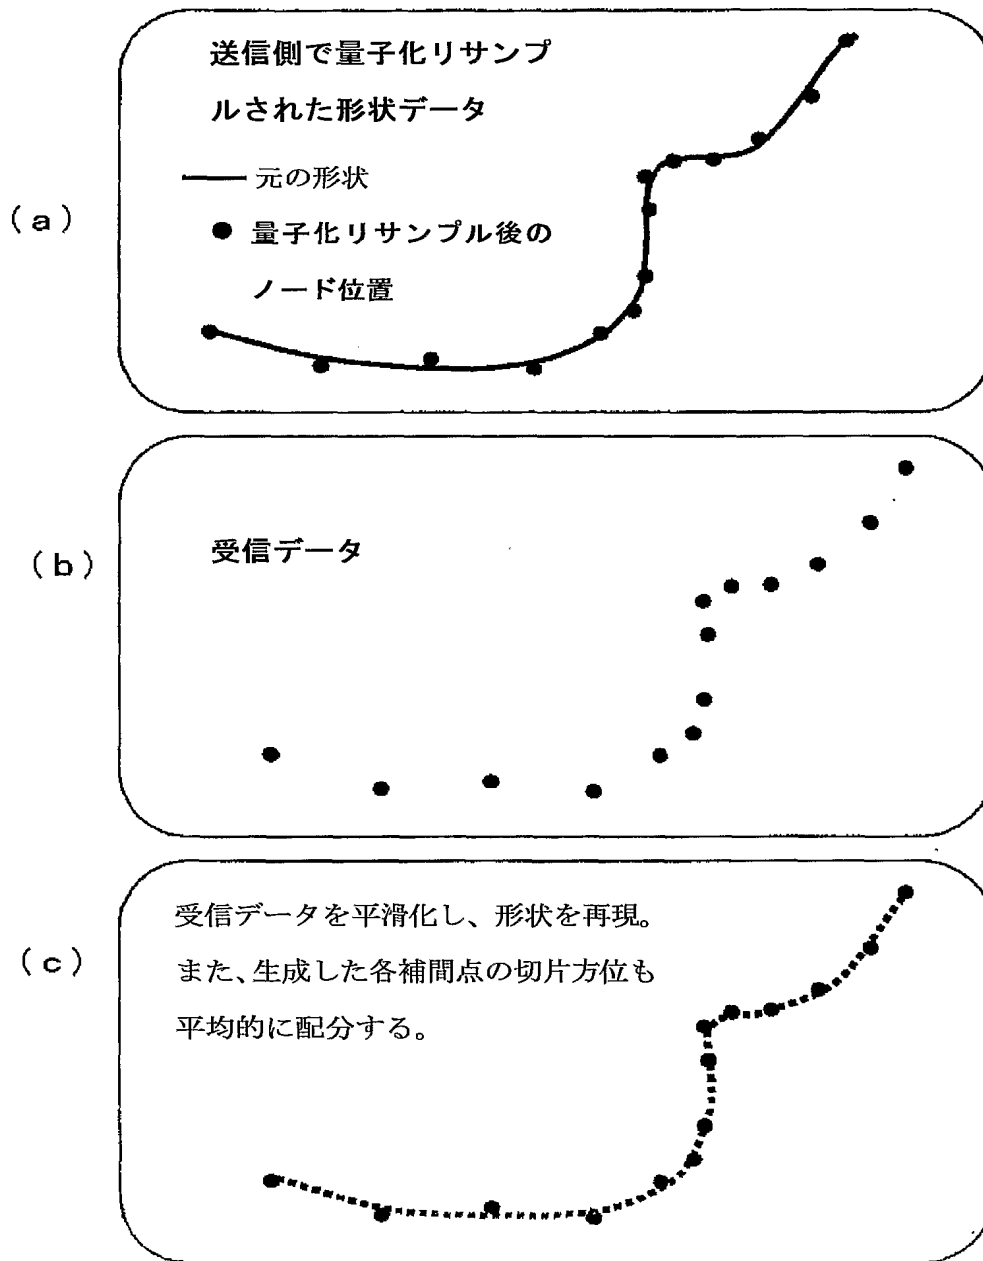 送信側で量子化リサンプ
ルされた形状データ
元の形状
(a)
量子化リサンプル後の
ノード位置
(b)
受信データ
受信データを平滑化し、形状を再現。
(c)
また、生成した各補間点の切片方位も
平均的に配分する。